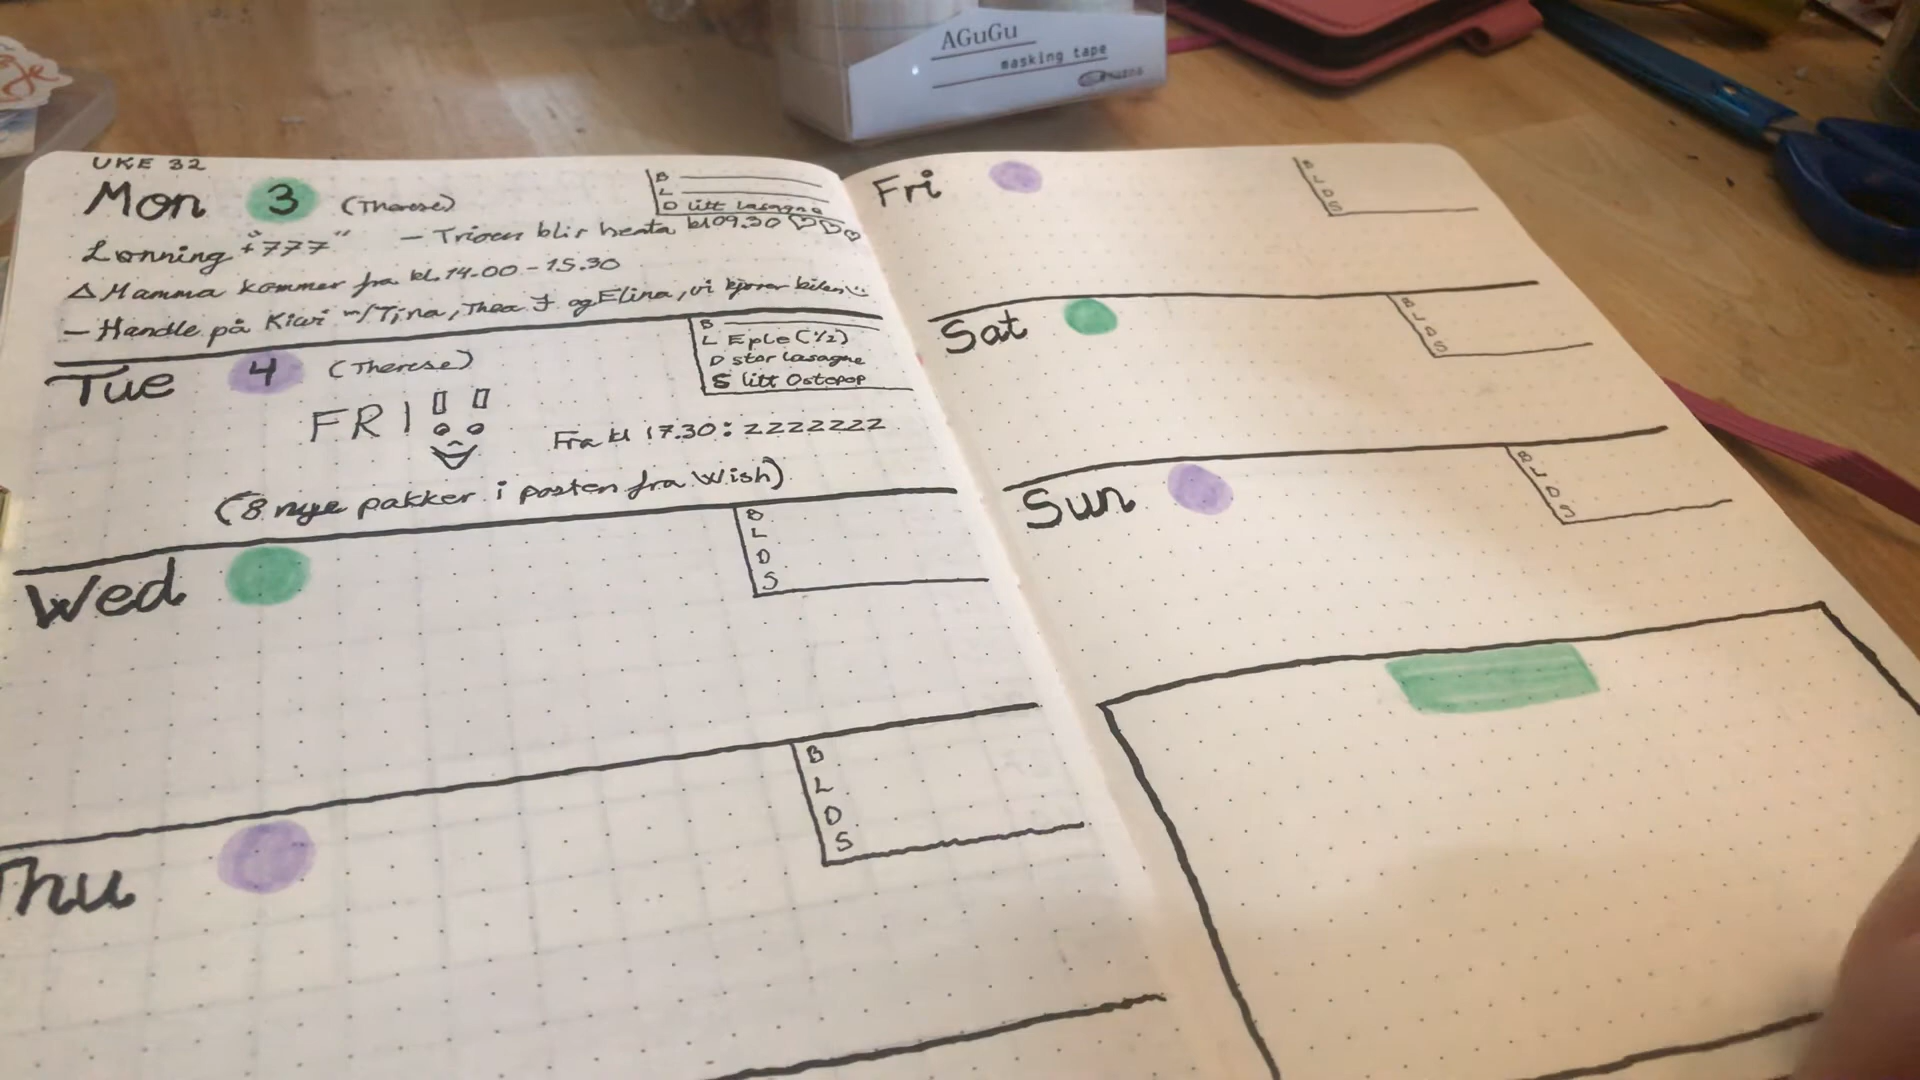 AGuGu
masking tape
UKE 32
Mon 3 (Therese)
B
L
D litt lasagne
Lønning "+777" - Trioen blir henta kl 09.30 ♡♡♡
△ Mamma kommer fra kl. 14.00 - 15.30
- Handle på Kiwi m/Tina, Thea J og Elina, vi kjører bilen
Tue 4 (Therese)
B
L Eple (1/2)
D stor lasagne
S litt Ostepop
FRI!!
Fra kl 17.30: zzzzzzz
(8 nye pakker i posten fra Wish)
Wed
B
L
D
S
Thu
B
L
D
S
Fri
B
L
D
S
Sat
B
L
D
S
Sun
B
L
D
S